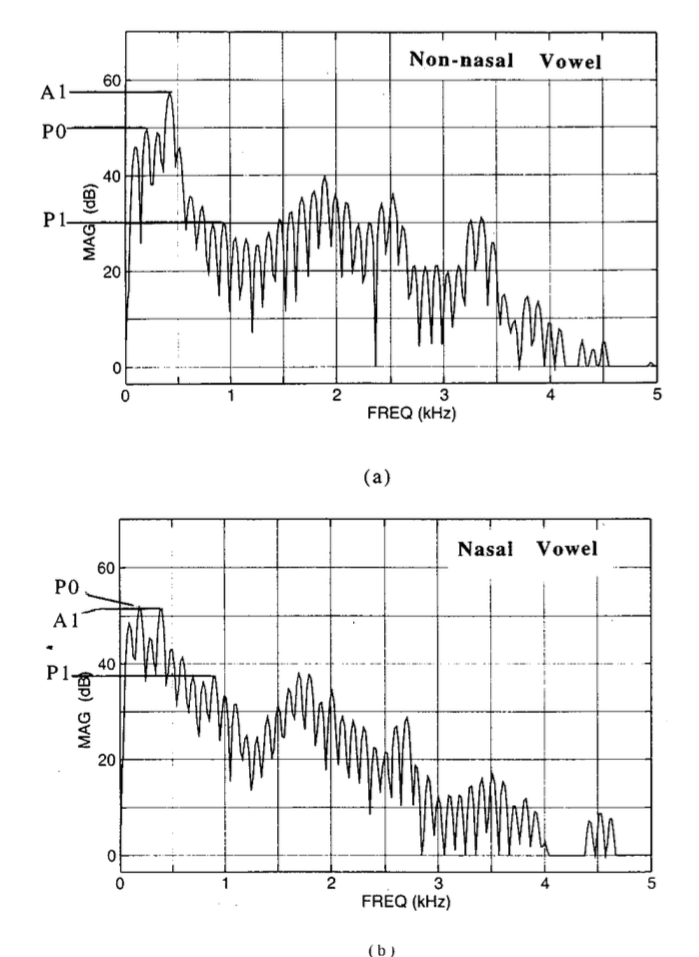 Non-nasal Vowel
60
A1
P0
40
P1
MAG (dB)
20
0
0 1 2 3 4 5
FREQ (kHz)
(a)
Nasal Vowel
60
P0
A1
40
P1
MAG (dB)
20
0
0 1 2 3 4 5
FREQ (kHz)
(b)